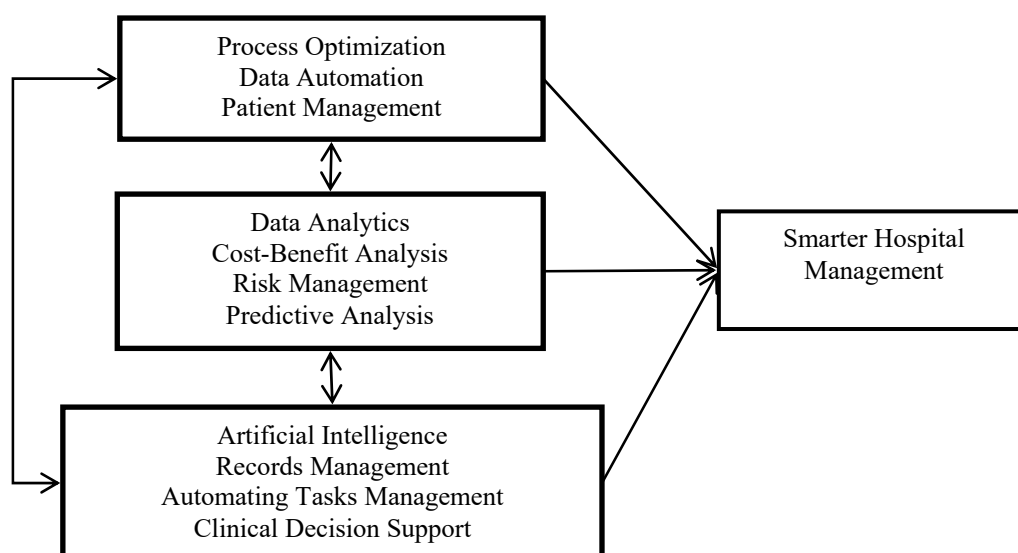 Process Optimization
Data Automation
Patient Management
Data Analytics
Cost-Benefit Analysis
Risk Management
Predictive Analysis
Smarter Hospital
Management
Artificial Intelligence
Records Management
Automating Tasks Management
Clinical Decision Support